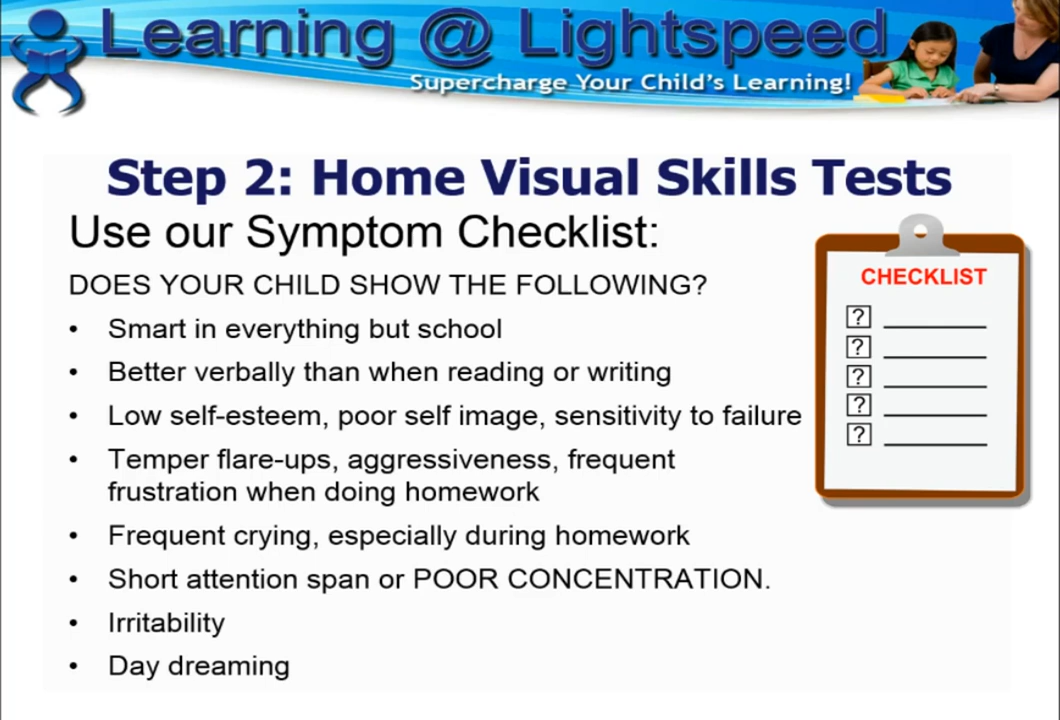 Learning @ Lightspeed
Supercharge Your Child's Learning!
Step 2: Home Visual Skills Tests
Use our Symptom Checklist:
DOES YOUR CHILD SHOW THE FOLLOWING?
• Smart in everything but school
• Better verbally than when reading or writing
• Low self-esteem, poor self image, sensitivity to failure
• Temper flare-ups, aggressiveness, frequent
frustration when doing homework
• Frequent crying, especially during homework
• Short attention span or POOR CONCENTRATION.
• Irritability
• Day dreaming
CHECKLIST
?
?
?
?
?